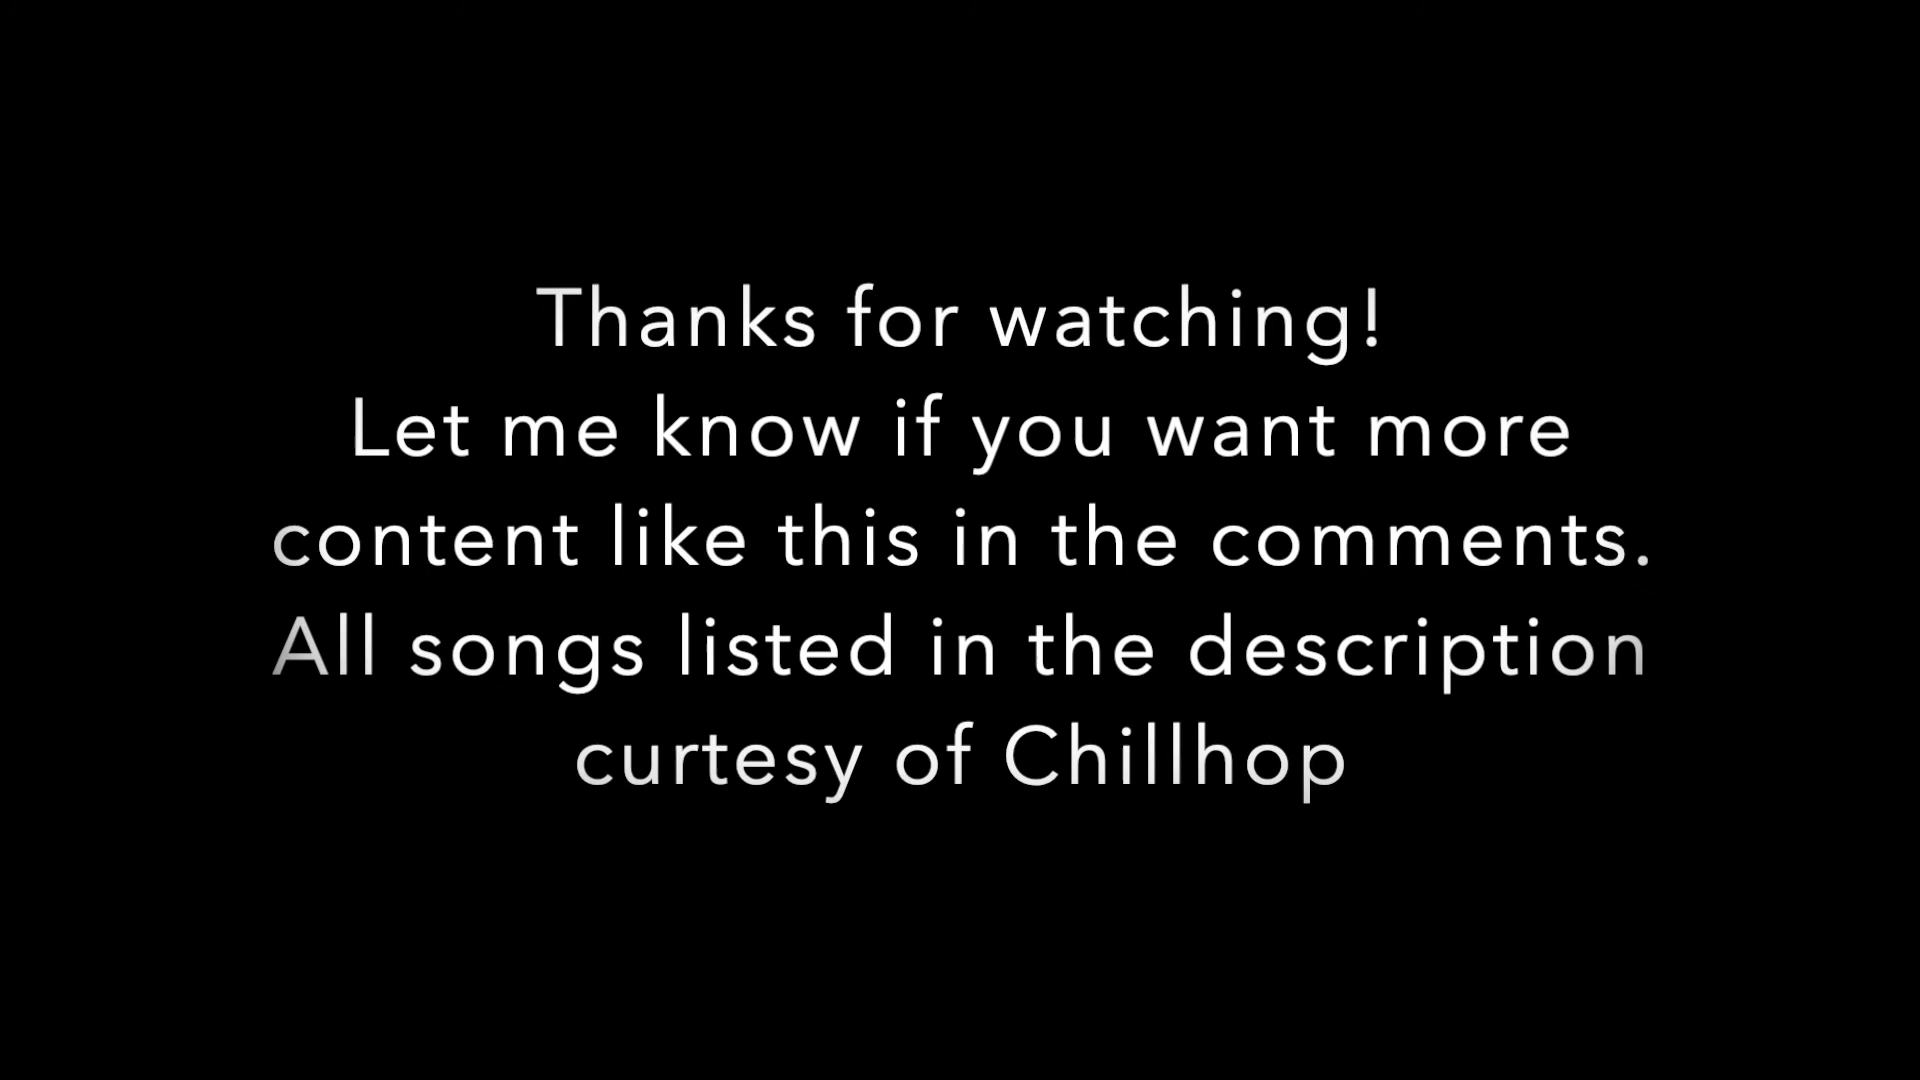 Thanks for watching!
Let me know if you want more
content like this in the comments.
All songs listed in the description
curtesy of Chillhop